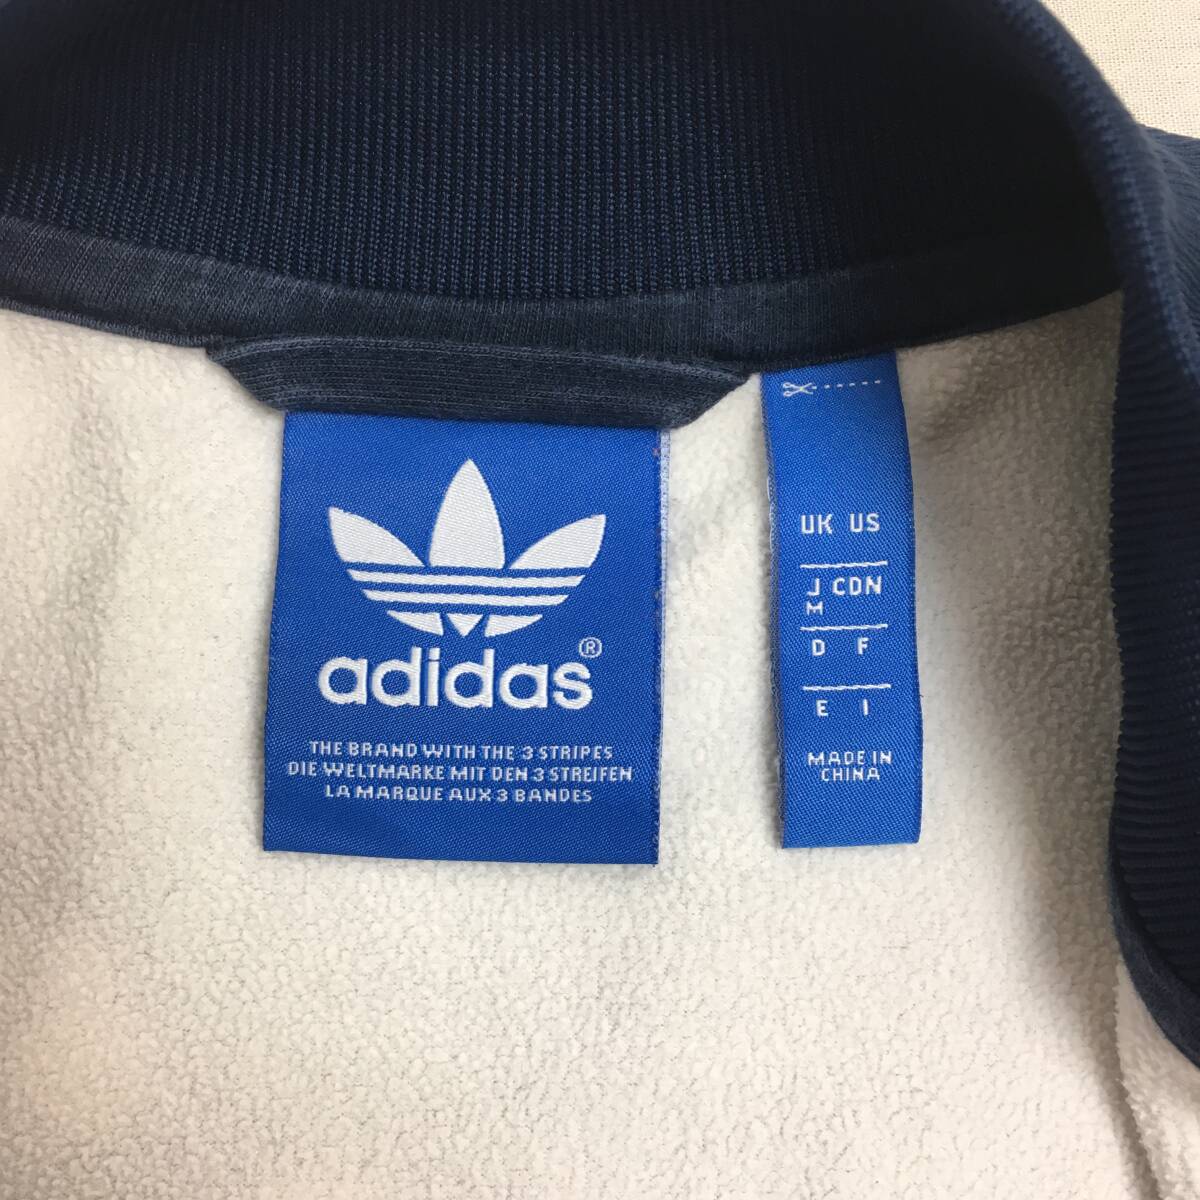 adidas®
THE BRAND WITH THE 3 STRIPES
DIE WELTMARKE MIT DEN 3 STREIFEN
LA MARQUE AUX 3 BANDES
UK US
J CDN
M
D F
E I
MADE IN
CHINA